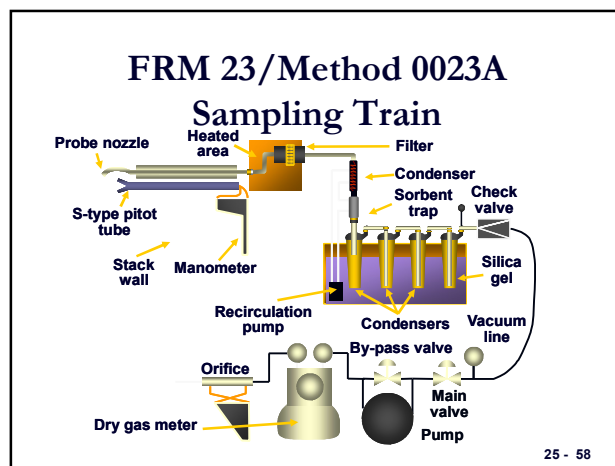 FRM 23/Method 0023A
Sampling Train
Probe nozzle
Heated
area
Filter
Condenser
Sorbent
trap
Check
valve
S-type pitot
tube
Stack
wall
Manometer
Silica
gel
Recirculation
pump
Condensers
Vacuum
line
By-pass valve
Orifice
Main
valve
Dry gas meter
Pump
25 - 58